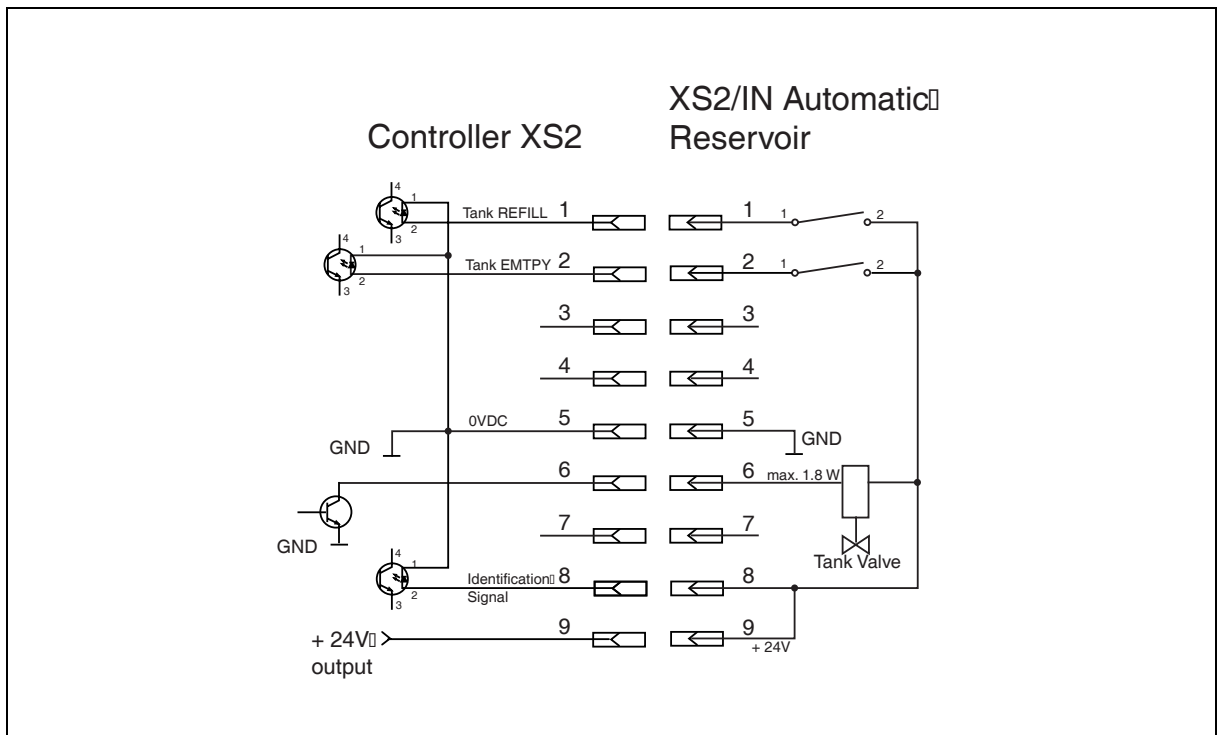 XS2/IN Automatic
Reservoir
Controller XS2
4
1
2
3
Tank REFILL 1
1
1 2
4
1
2
3
Tank EMTPY 2
2
1 2
3
3
4
4
0VDC 5
5
GND
GND
6
6 max. 1.8 W
GND
7
7
Tank Valve
4
1
2
3
Identification 8
Signal
8
+ 24V
output
9
9
+ 24V